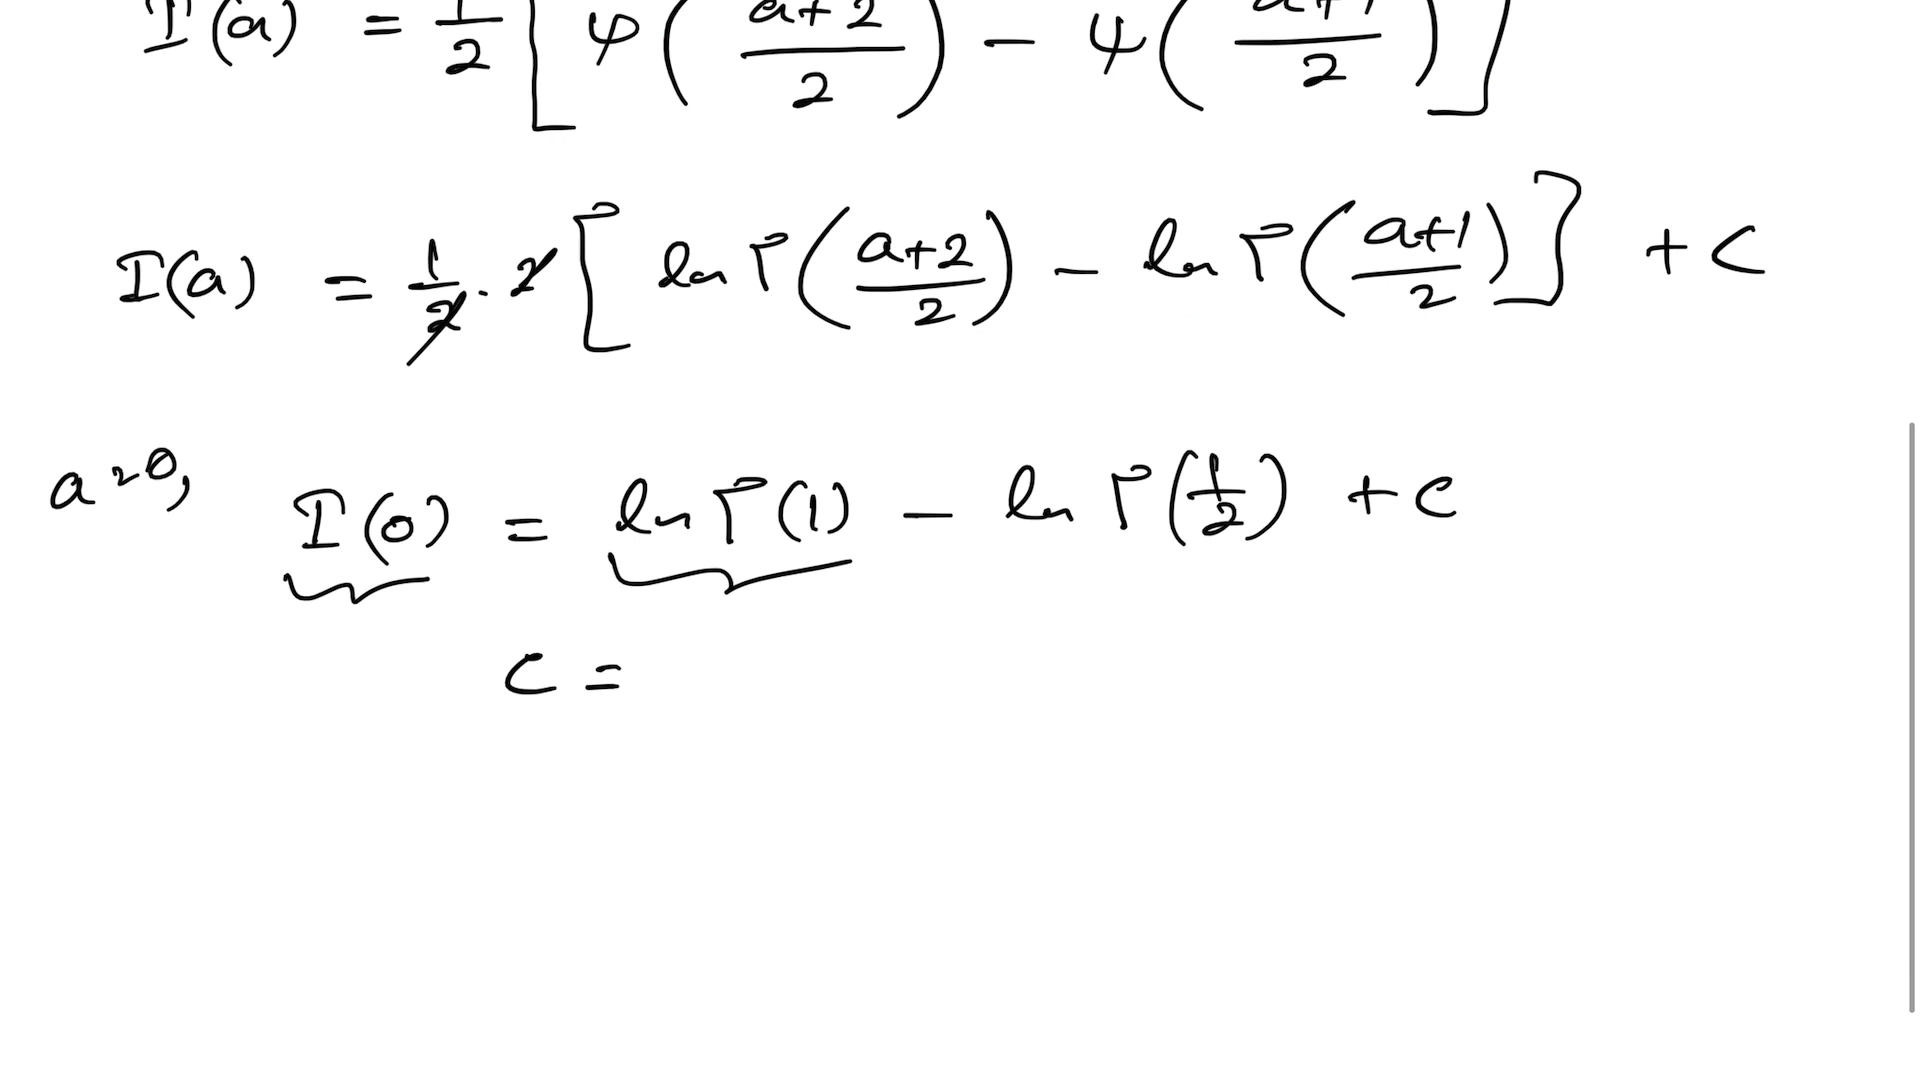 I'(a) = 1/2 [ ψ( (a+2)/2 ) − ψ( (a+1)/2 ) ]
I(a) = 1/2 · 2 [ ln Γ( (a+2)/2 ) − ln Γ( (a+1)/2 ) ] + C
a=0, I(0) = ln Γ(1) − ln Γ(1/2) + C
C =